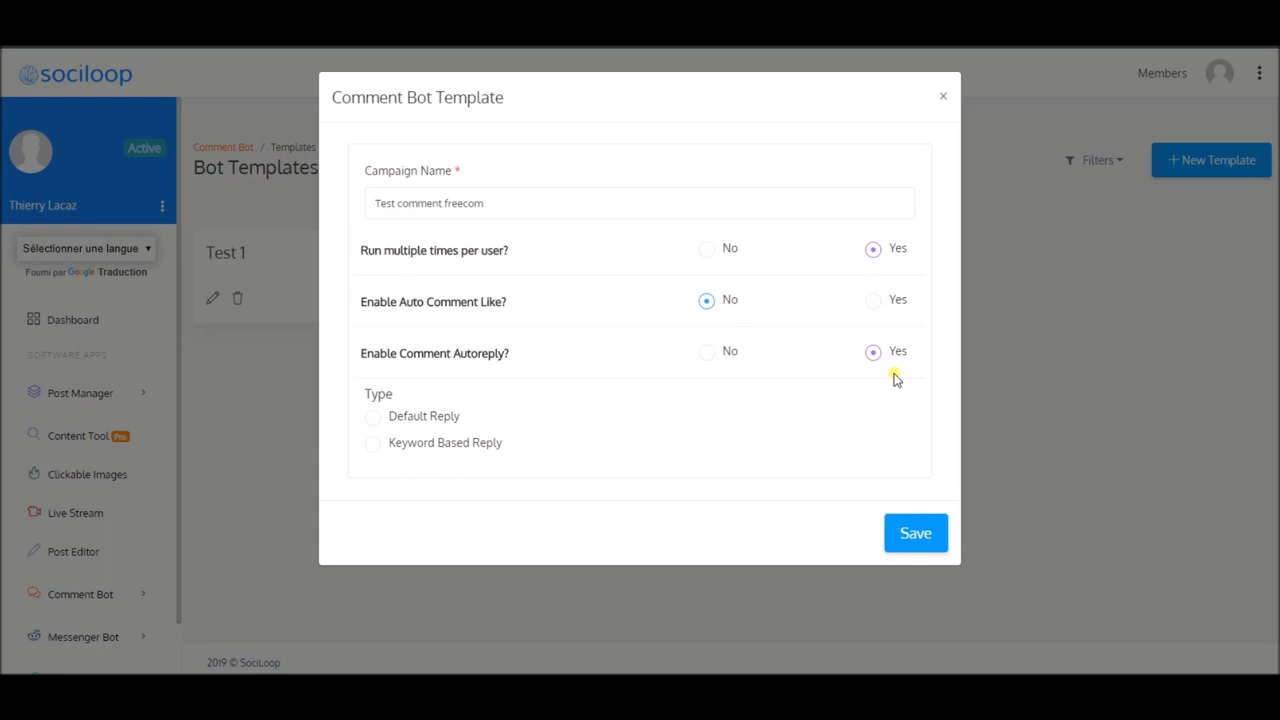 sociloop
Members
Active
Thierry Lacaz
Sélectionner une langue
Fourni par Google Traduction
Dashboard
SOFTWARE APPS
Post Manager
Content Tool Pro
Clickable Images
Live Stream
Post Editor
Comment Bot
Messenger Bot
Comment Bot / Templates
Bot Templates
Filters
+ New Template
Test 1
Comment Bot Template
x
Campaign Name *
Test comment freecom
Run multiple times per user? No Yes
Enable Auto Comment Like? No Yes
Enable Comment Autoreply? No Yes
Type
Default Reply
Keyword Based Reply
Save
2019 © SociLoop